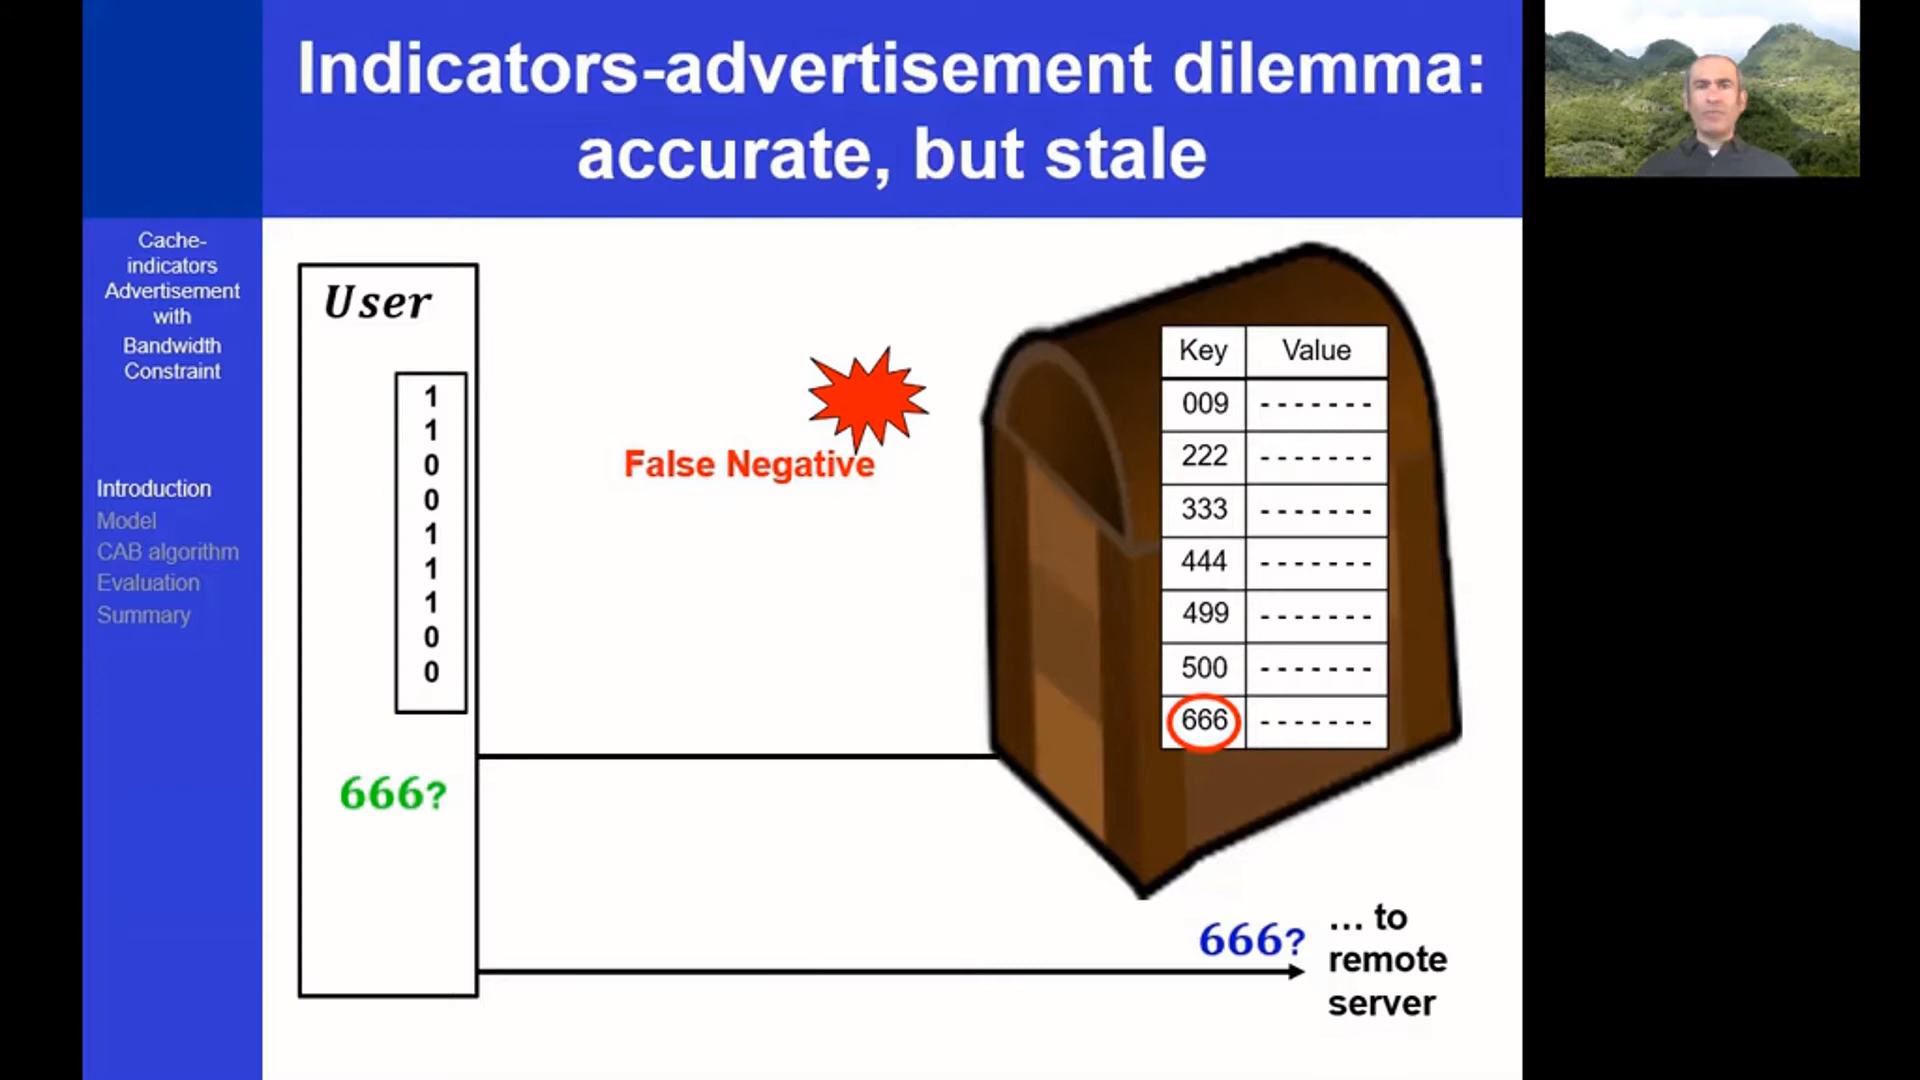 Indicators-advertisement dilemma:
accurate, but stale
Cache-
indicators
Advertisement
with
Bandwidth
Constraint
Introduction
Model
CAB algorithm
Evaluation
Summary
User
1
1
0
0
1
1
1
0
0
666?
False Negative
Key Value
009 -------
222 -------
333 -------
444 -------
499 -------
500 -------
666 -------
666?
... to
remote
server